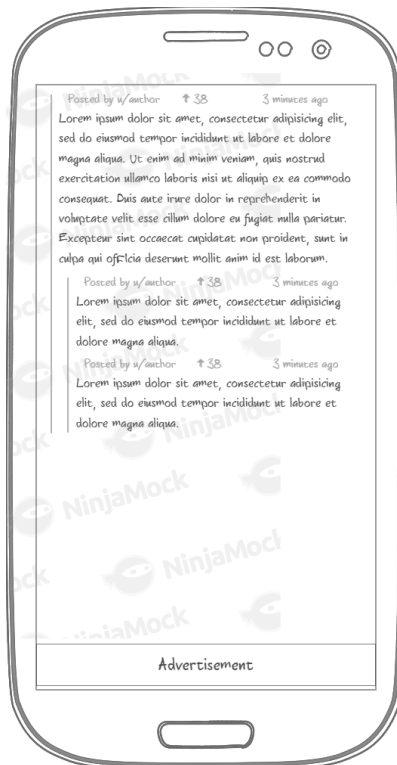 Posted by u/author ↑ 38 3 minutes ago
Lorem ipsum dolor sit amet, consectetur adipisicing elit,
sed do eiusmod tempor incididunt ut labore et dolore
magna aliqua. Ut enim ad minim veniam, quis nostrud
exercitation ullamco laboris nisi ut aliquip ex ea commodo
consequat. Duis aute irure dolor in reprehenderit in
voluptate velit esse cillum dolore eu fugiat nulla pariatur.
Excepteur sint occaecat cupidatat non proident, sunt in
culpa qui officia deserunt mollit anim id est laborum.
Posted by u/author ↑ 38 3 minutes ago
Lorem ipsum dolor sit amet, consectetur adipisicing
elit, sed do eiusmod tempor incididunt ut labore et
dolore magna aliqua.
Posted by u/author ↑ 38 3 minutes ago
Lorem ipsum dolor sit amet, consectetur adipisicing
elit, sed do eiusmod tempor incididunt ut labore et
dolore magna aliqua.
NinjaMock
NinjaMock
Advertisement